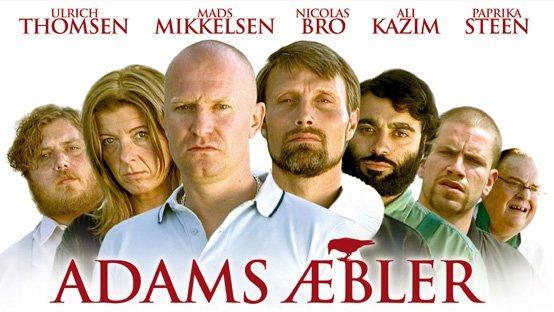 ULRICH MADS NICOLAS ALI PAPRIKA
THOMSEN MIKKELSEN BRO KAZIM STEEN
ADAMS ÆBLER